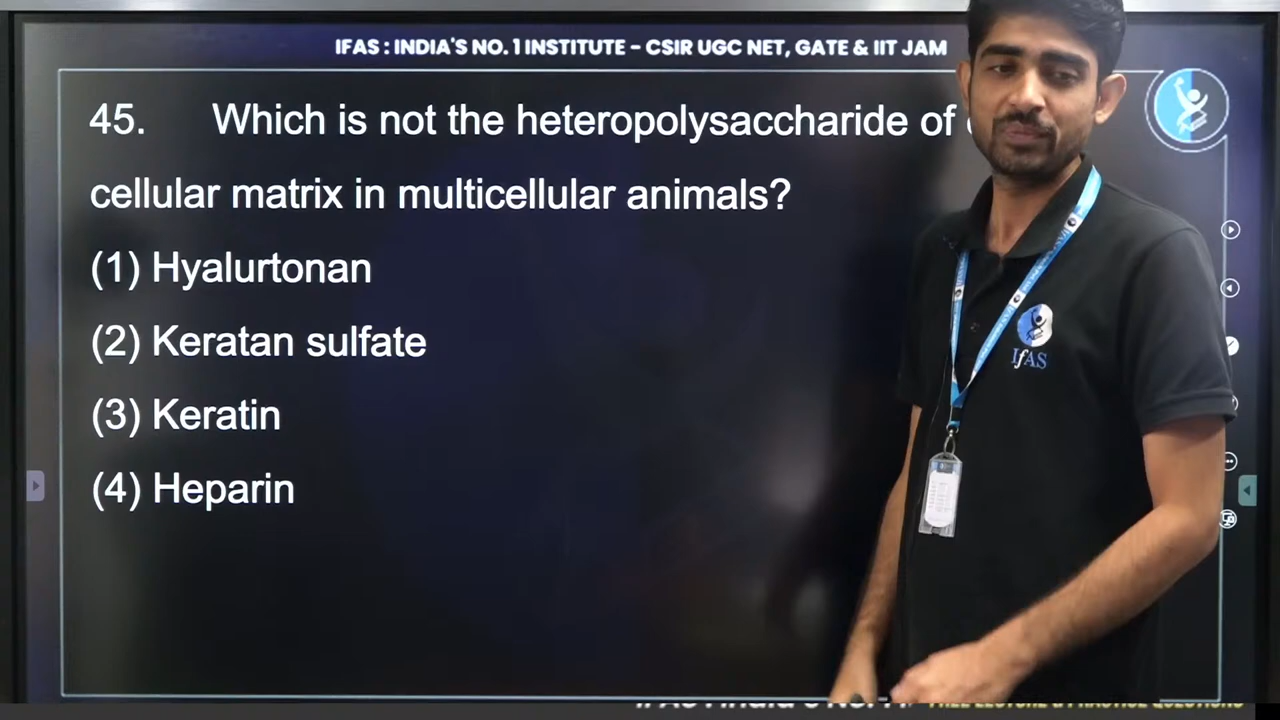 IFAS : INDIA'S NO. 1 INSTITUTE - CSIR UGC NET, GATE & IIT JAM
45. Which is not the heteropolysaccharide of
cellular matrix in multicellular animals?
(1) Hyalurtonan
(2) Keratan sulfate
(3) Keratin
(4) Heparin
IfAS